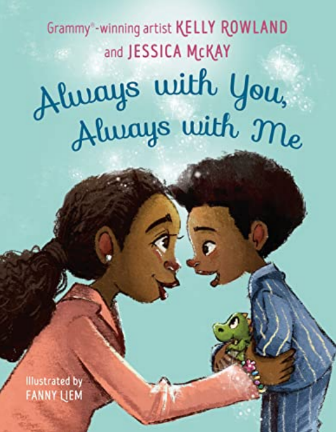 Grammy®-winning artist KELLY ROWLAND
and JESSICA McKAY
Always with You,
Always with Me
Illustrated by
FANNY LIEM